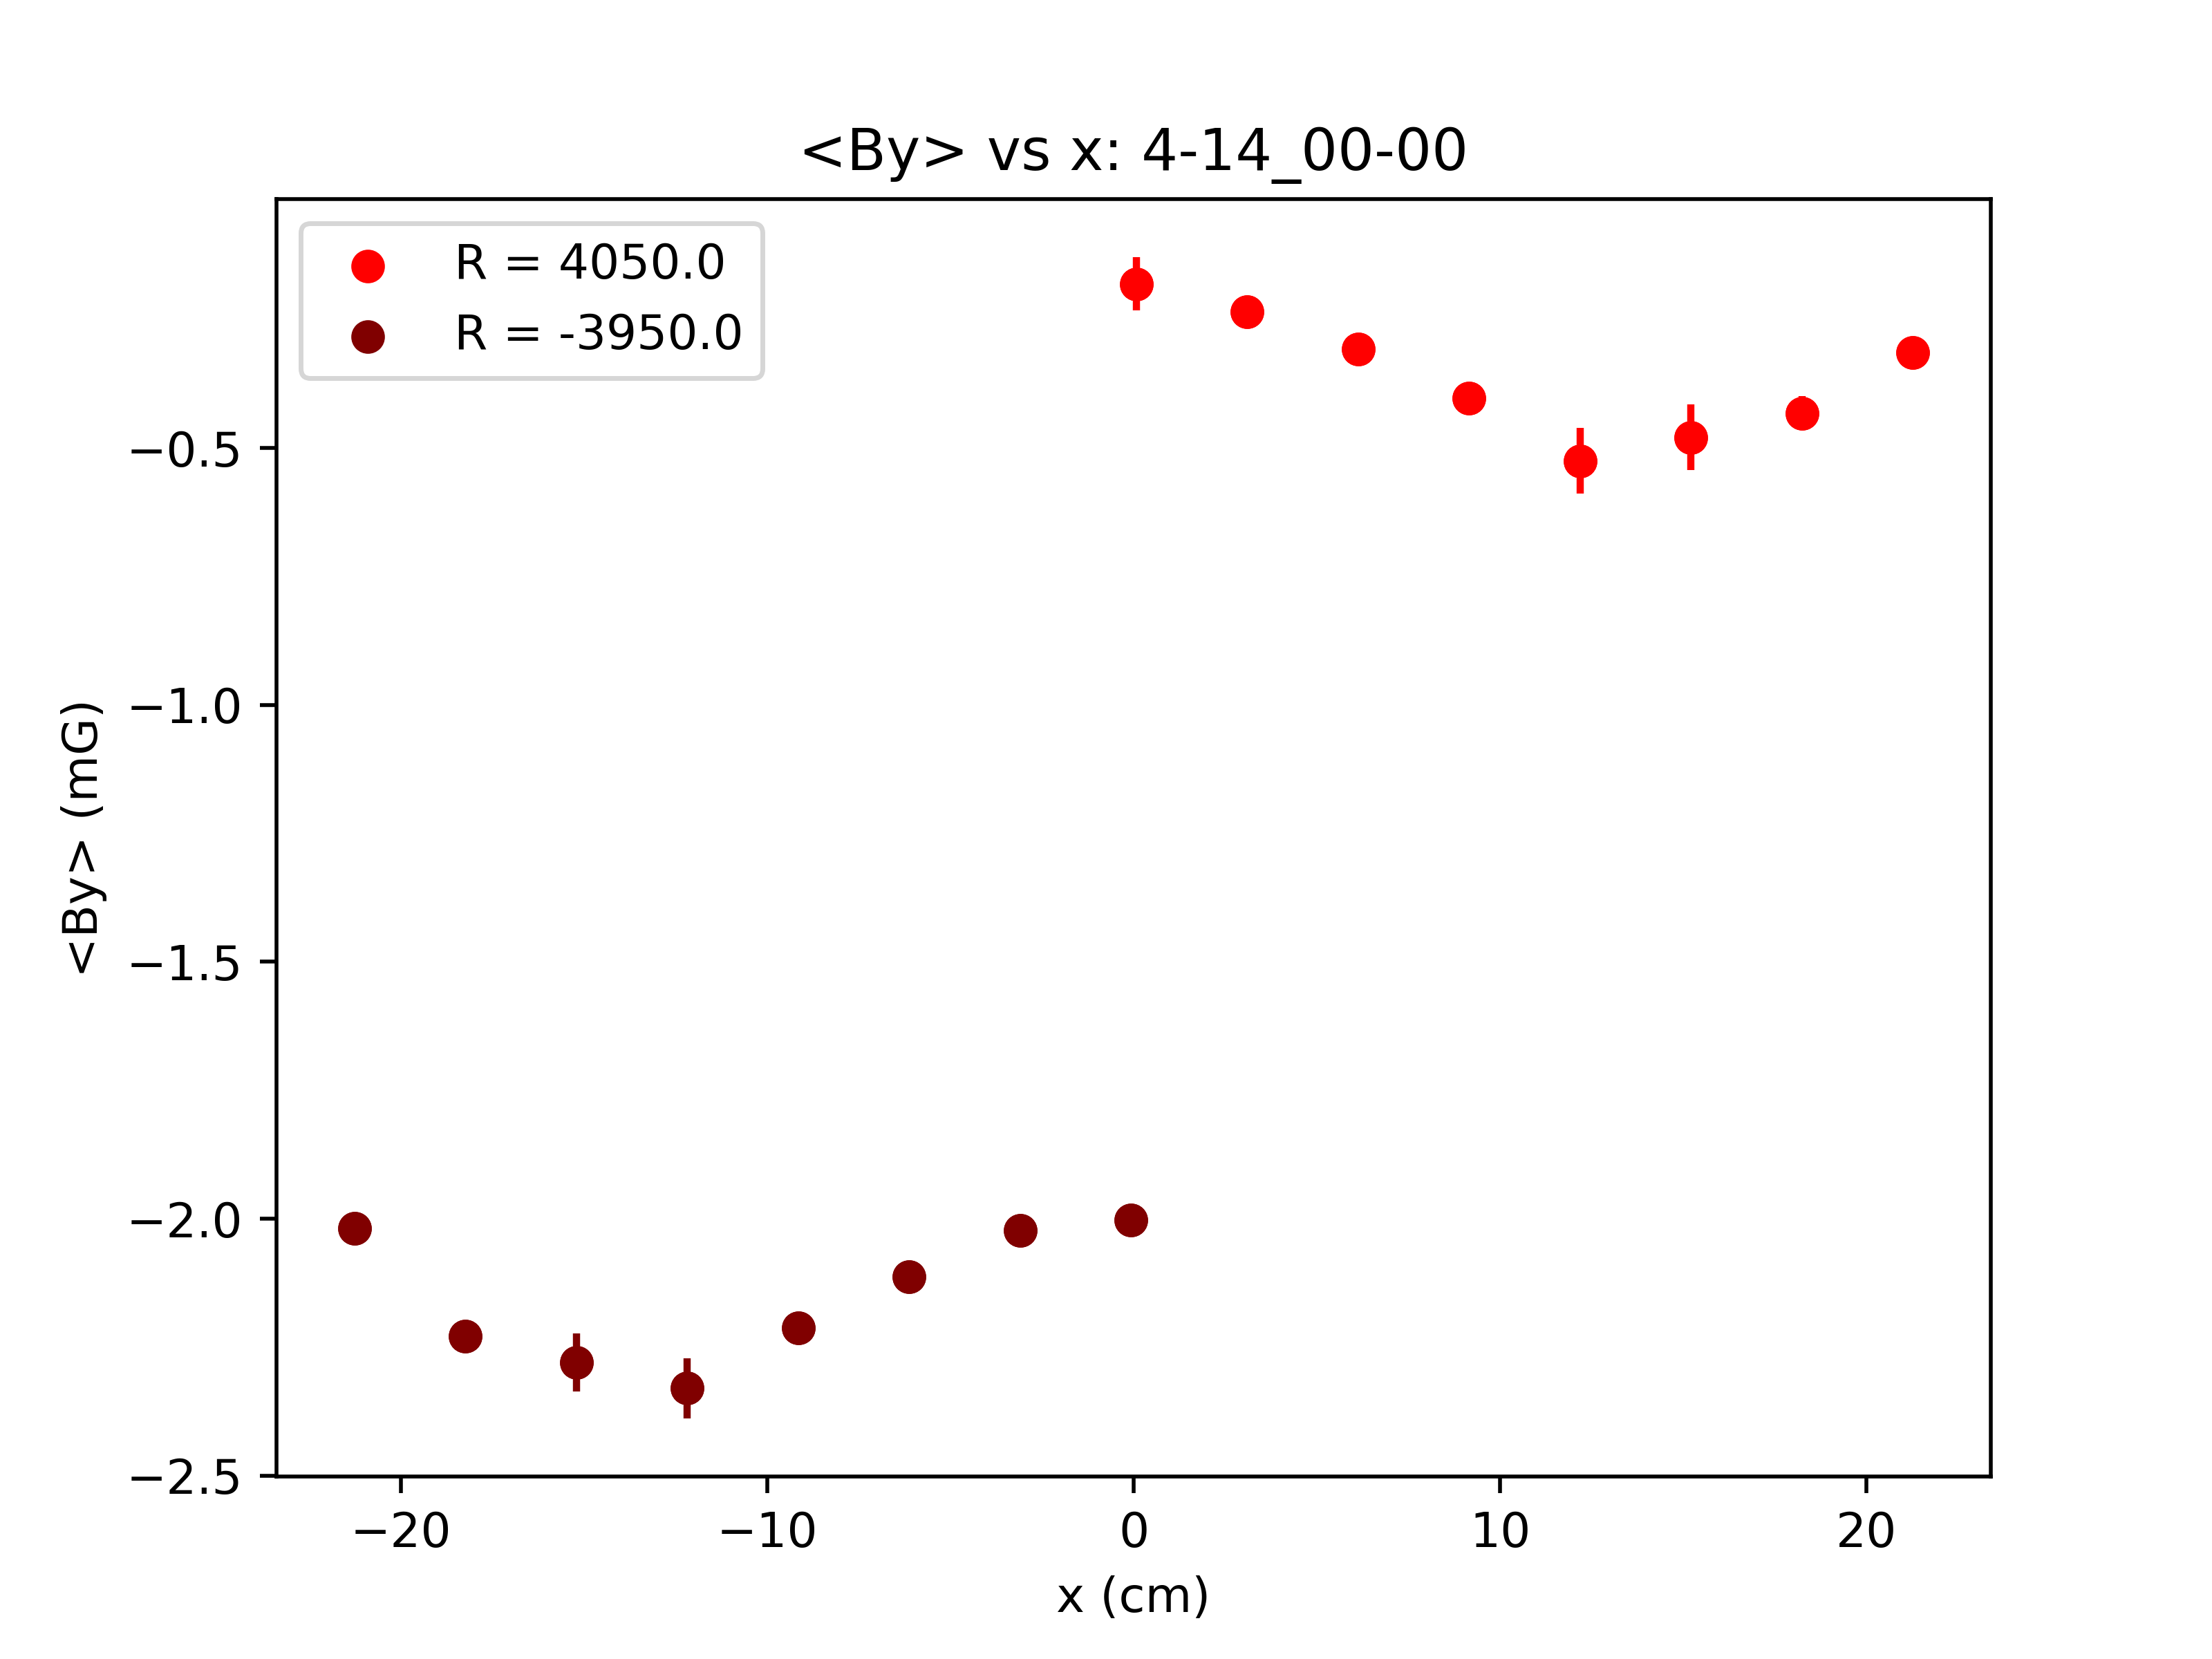 <By> vs x: 4-14_00-00
R = 4050.0
R = -3950.0
<By> (mG)
−0.5
−1.0
−1.5
−2.0
−2.5
−20 −10 0 10 20
x (cm)